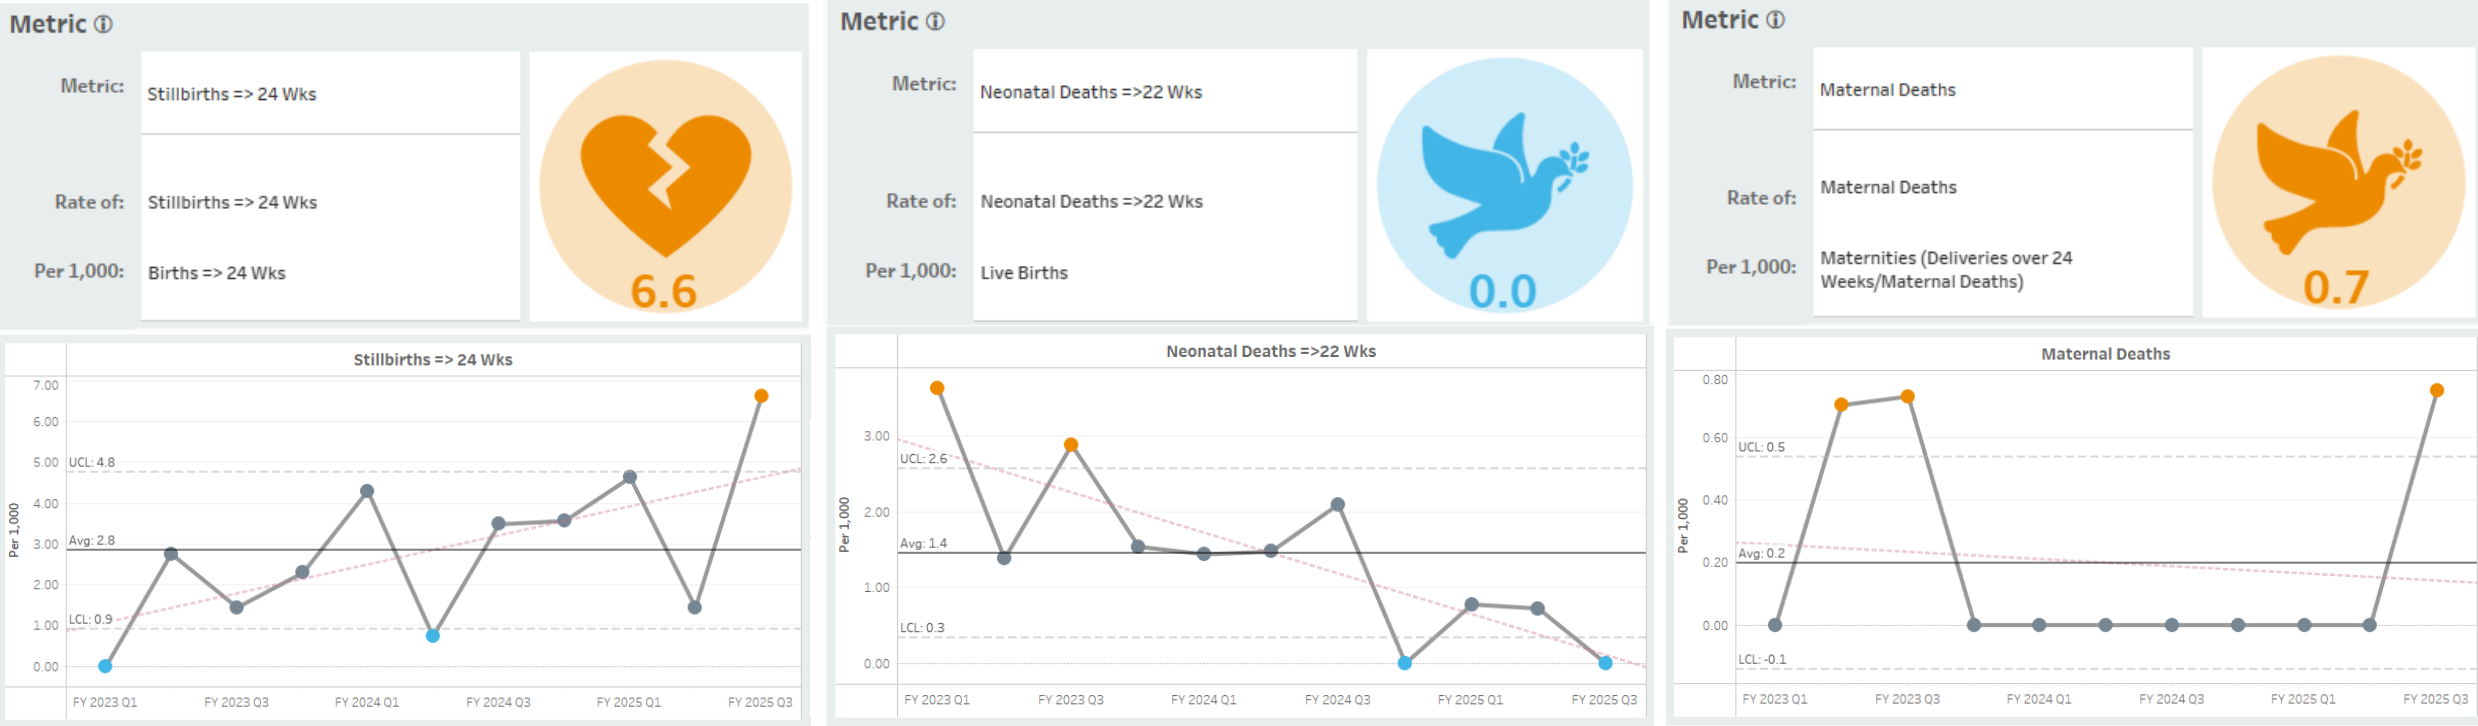 Metric ⓘ
Metric:
Stillbirths => 24 Wks
Rate of:
Stillbirths => 24 Wks
Per 1,000:
Births => 24 Wks
6.6
Stillbirths => 24 Wks
Per 1,000
7.00
6.00
5.00
4.00
3.00
2.00
1.00
0.00
UCL: 4.8
Avg: 2.8
LCL: 0.9
FY 2023 Q1
FY 2023 Q3
FY 2024 Q1
FY 2024 Q3
FY 2025 Q1
FY 2025 Q3
Metric ⓘ
Metric:
Neonatal Deaths =>22 Wks
Rate of:
Neonatal Deaths =>22 Wks
Per 1,000:
Live Births
0.0
Neonatal Deaths =>22 Wks
Per 1,000
3.00
2.00
1.00
0.00
UCL: 2.6
Avg: 1.4
LCL: 0.3
FY 2023 Q1
FY 2023 Q3
FY 2024 Q1
FY 2024 Q3
FY 2025 Q1
FY 2025 Q3
Metric ⓘ
Metric:
Maternal Deaths
Rate of:
Maternal Deaths
Per 1,000:
Maternities (Deliveries over 24
Weeks/Maternal Deaths)
0.7
Maternal Deaths
Per 1,000
0.80
0.60
0.40
0.20
0.00
UCL: 0.5
Avg: 0.2
LCL: -0.1
FY 2023 Q1
FY 2023 Q3
FY 2024 Q1
FY 2024 Q3
FY 2025 Q1
FY 2025 Q3